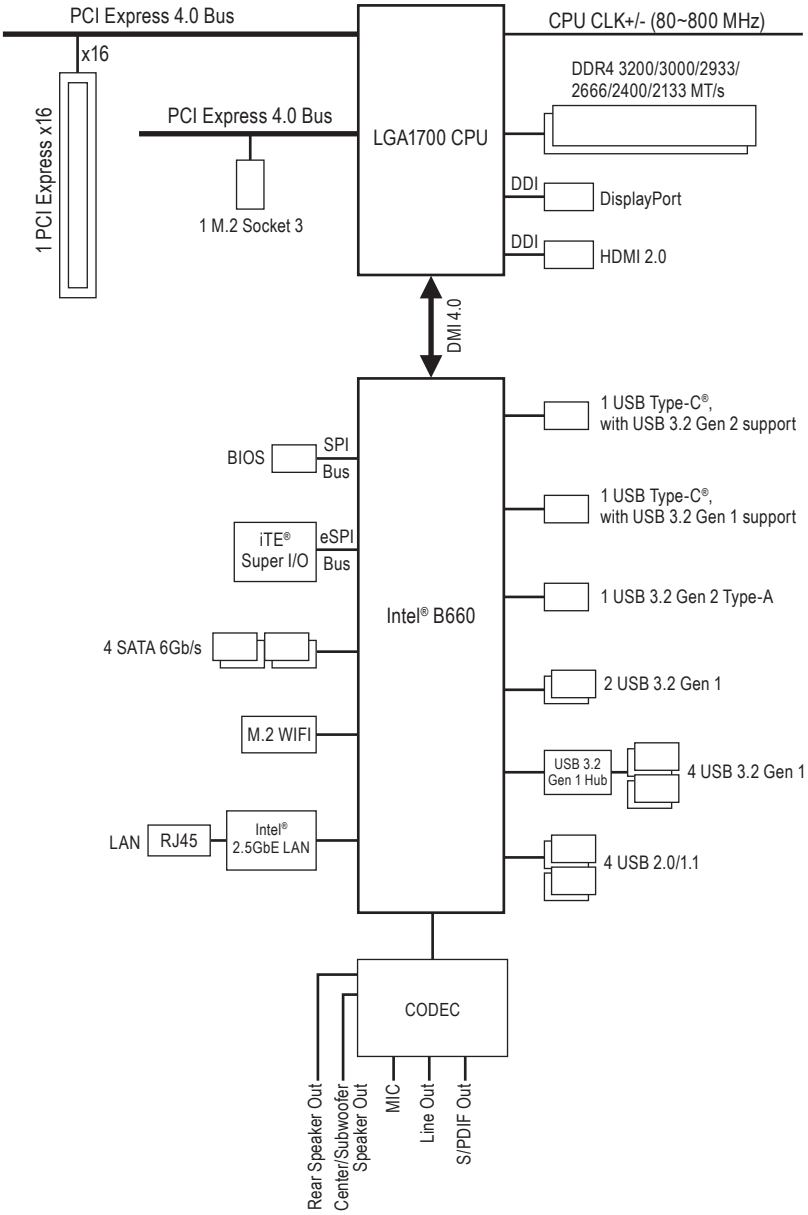 PCI Express 4.0 Bus
CPU CLK+/- (80~800 MHz)
x16
1 PCI Express x16
DDR4 3200/3000/2933/
2666/2400/2133 MT/s
PCI Express 4.0 Bus
LGA1700 CPU
1 M.2 Socket 3
DDI
DisplayPort
DDI
HDMI 2.0
DMI 4.0
1 USB Type-C®,
with USB 3.2 Gen 2 support
BIOS
SPI
Bus
1 USB Type-C®,
with USB 3.2 Gen 1 support
iTE®
Super I/O
eSPI
Bus
1 USB 3.2 Gen 2 Type-A
Intel® B660
4 SATA 6Gb/s
2 USB 3.2 Gen 1
M.2 WIFI
USB 3.2
Gen 1 Hub
4 USB 3.2 Gen 1
LAN
RJ45
Intel®
2.5GbE LAN
4 USB 2.0/1.1
CODEC
Rear Speaker Out
Center/Subwoofer
Speaker Out
MIC
Line Out
S/PDIF Out